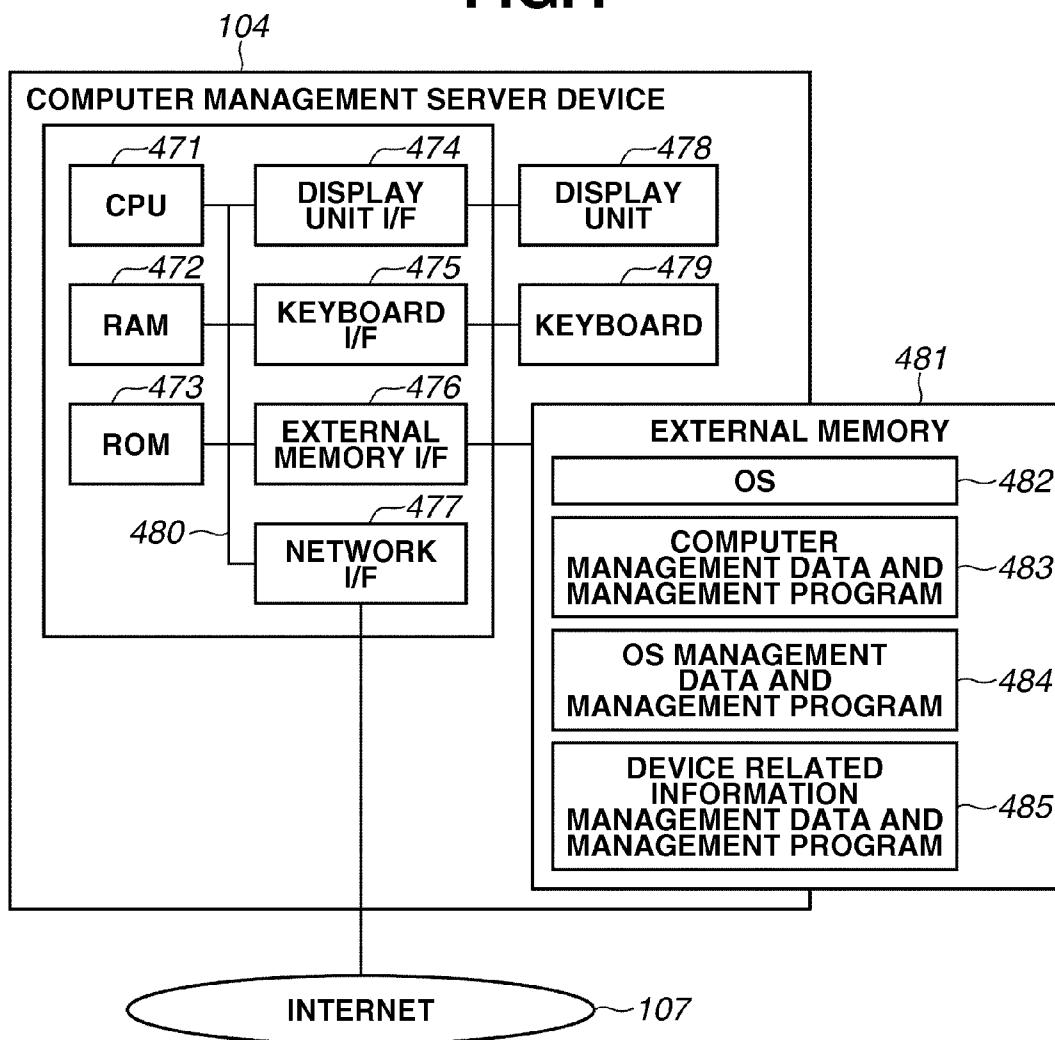 104
COMPUTER MANAGEMENT SERVER DEVICE
471
CPU
474
DISPLAY
UNIT I/F
478
DISPLAY
UNIT
472
RAM
475
KEYBOARD
I/F
479
KEYBOARD
473
ROM
476
EXTERNAL
MEMORY I/F
480
477
NETWORK
I/F
481
EXTERNAL MEMORY
OS
482
COMPUTER
MANAGEMENT DATA AND
MANAGEMENT PROGRAM
483
OS MANAGEMENT
DATA AND
MANAGEMENT PROGRAM
484
DEVICE RELATED
INFORMATION
MANAGEMENT DATA AND
MANAGEMENT PROGRAM
485
INTERNET
107